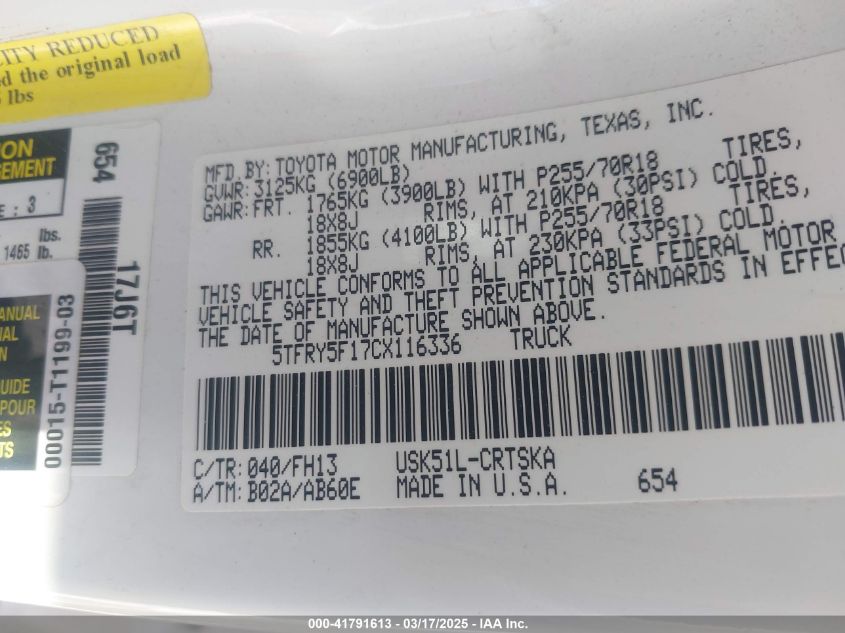 CITY REDUCED
d the original load
lbs
ON
GEMENT
E : 3
lbs.
1465 lb.
654
17J6T
ANUAL
AL
N
UIDE
POUR
ES
TS
00015-T1199-03
MFD.BY: TOYOTA MOTOR MANUFACTURING, TEXAS, INC.
GVWR: 3125KG (6900LB)
GAWR: FRT. 1765KG (3900LB) WITH P255/70R18 TIRES,
18X8J RIMS, AT 210KPA (30PSI) COLD.
RR. 1855KG (4100LB) WITH P255/70R18 TIRES,
18X8J RIMS, AT 230KPA (33PSI) COLD.
THIS VEHICLE CONFORMS TO ALL APPLICABLE FEDERAL MOTOR
VEHICLE SAFETY AND THEFT PREVENTION STANDARDS IN EFFEC
THE DATE OF MANUFACTURE SHOWN ABOVE.
5TFRY5F17CX116336 TRUCK
C/TR: 040/FH13 USK51L-CRTSKA
A/TM: B02A/AB60E MADE IN U.S.A. 654
000-41791613 - 03/17/2025 - IAAI.COM